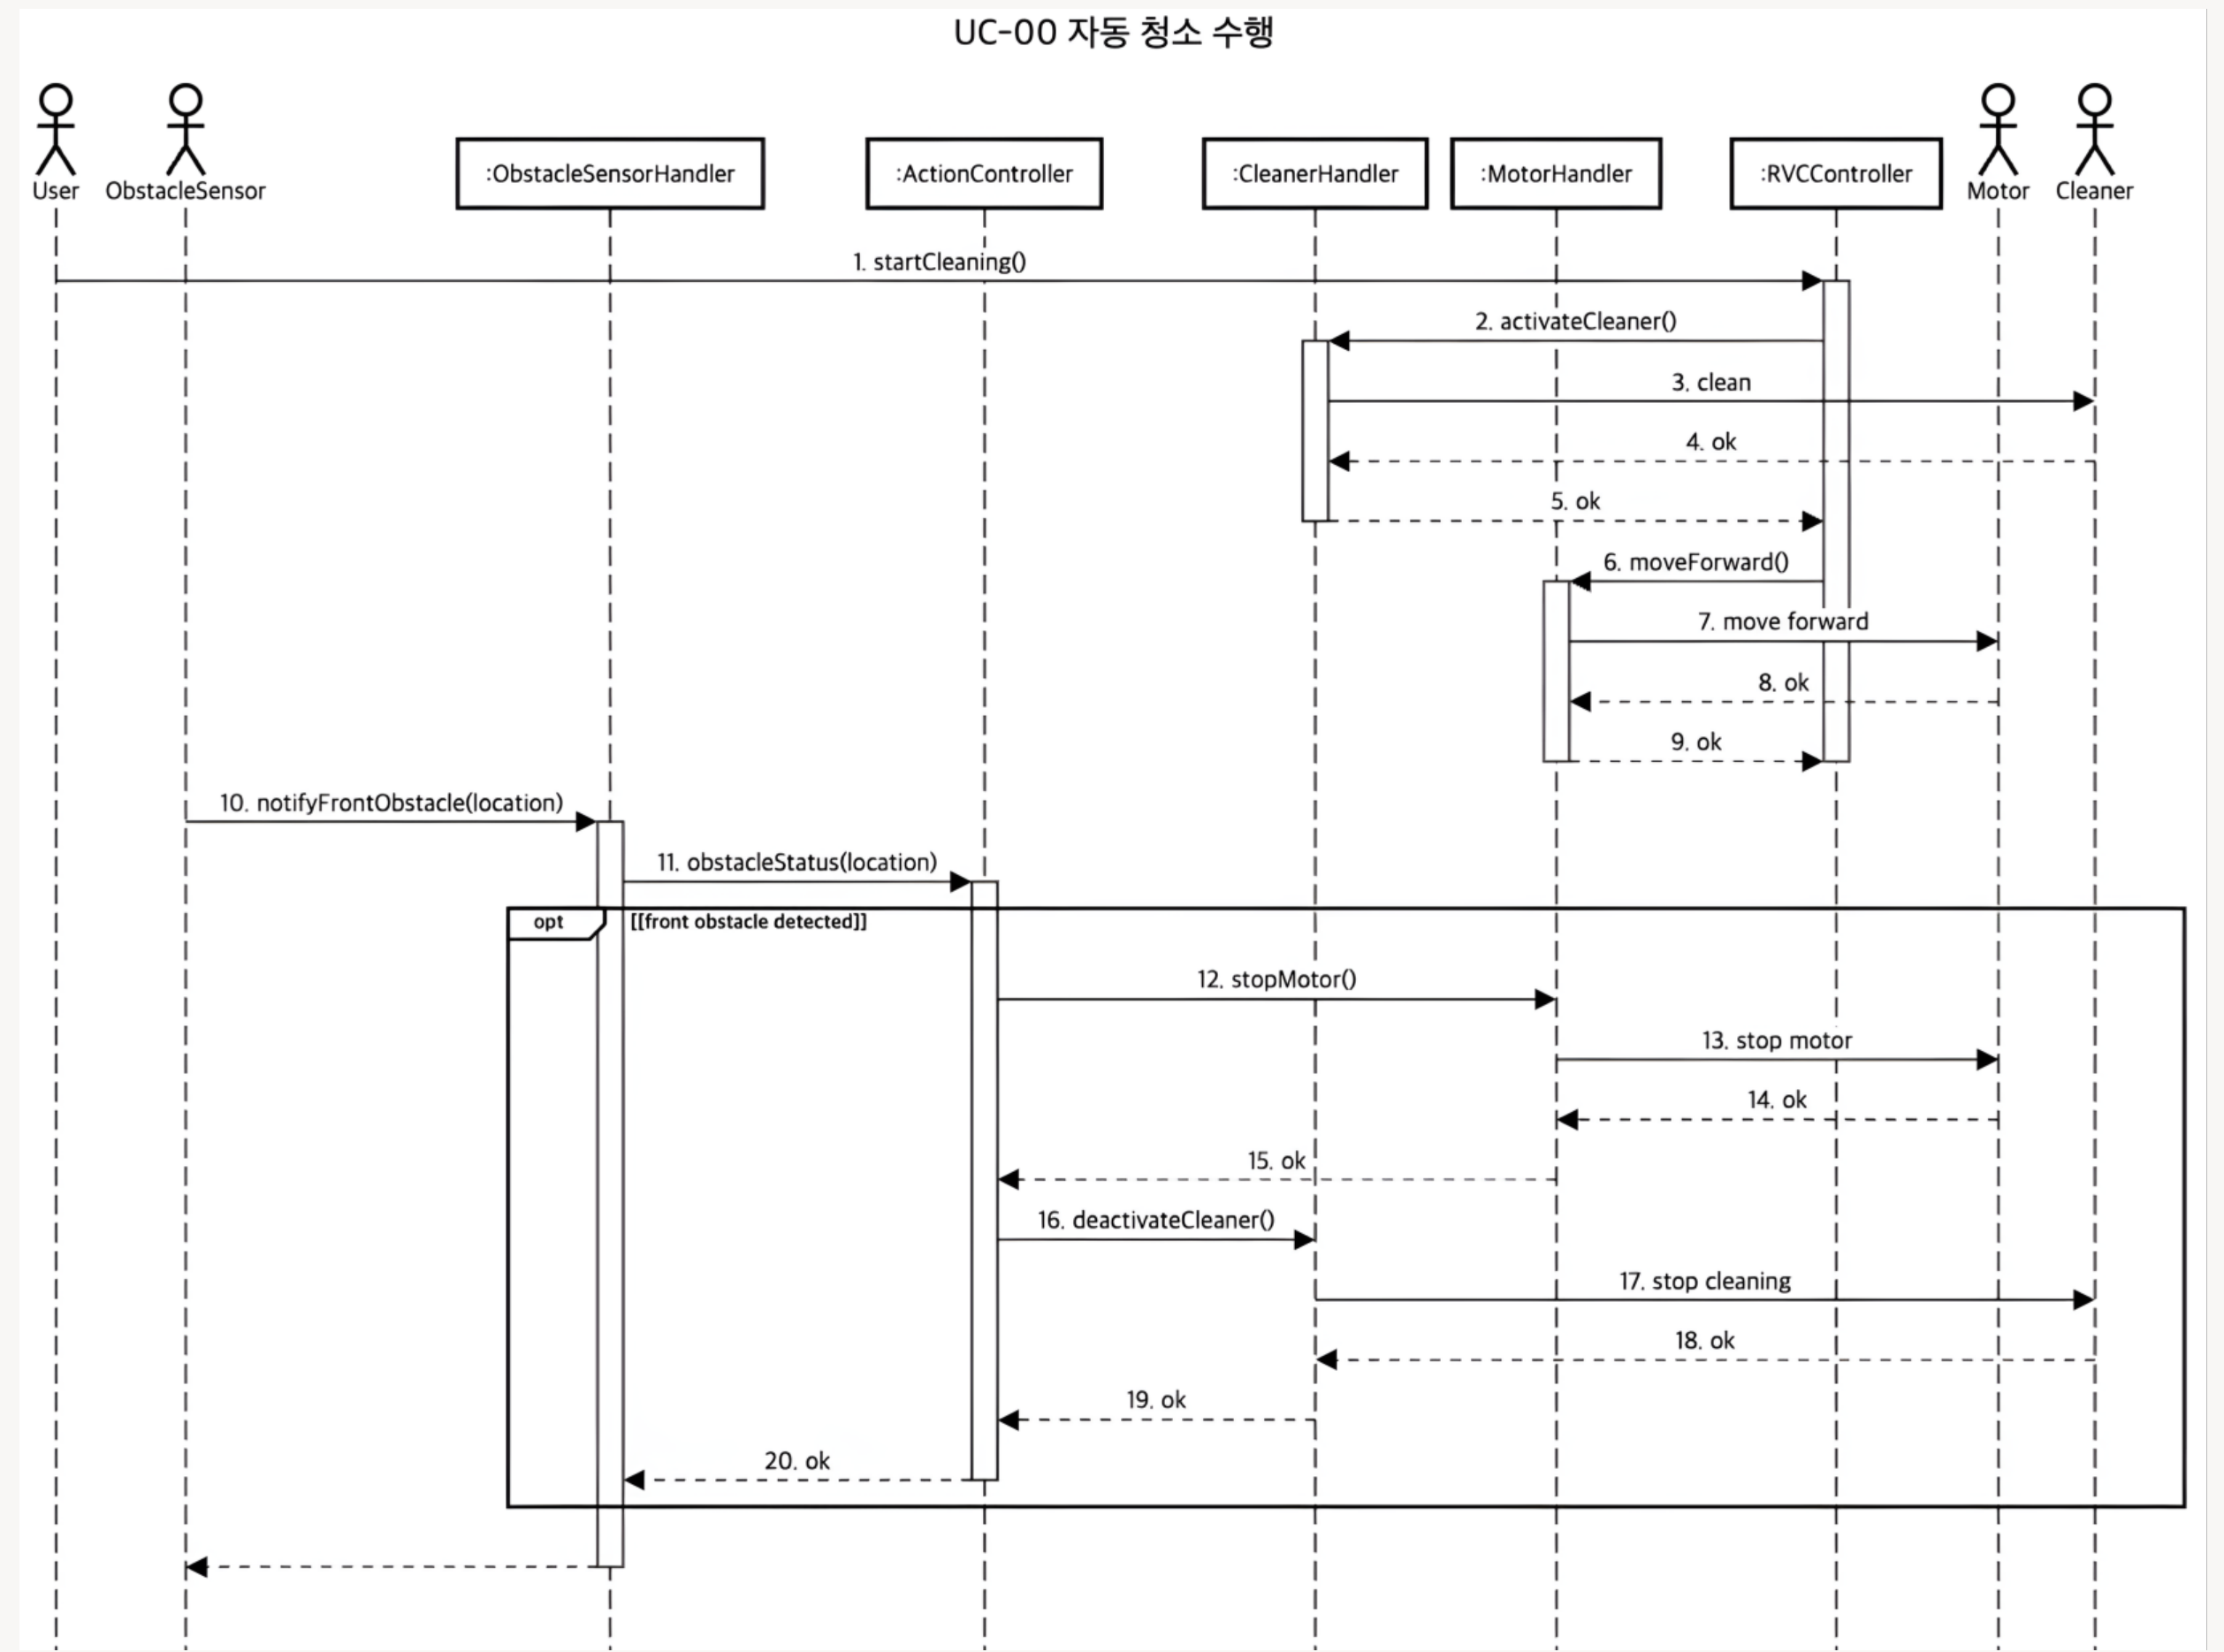 UC-00 자동 청소 수행
User
ObstacleSensor
:ObstacleSensorHandler
:ActionController
:CleanerHandler
:MotorHandler
:RVCController
Motor
Cleaner
1. startCleaning()
2. activateCleaner()
3. clean
4. ok
5. ok
6. moveForward()
7. move forward
8. ok
9. ok
10. notifyFrontObstacle(location)
11. obstacleStatus(location)
opt
[[front obstacle detected]]
12. stopMotor()
13. stop motor
14. ok
15. ok
16. deactivateCleaner()
17. stop cleaning
18. ok
19. ok
20. ok